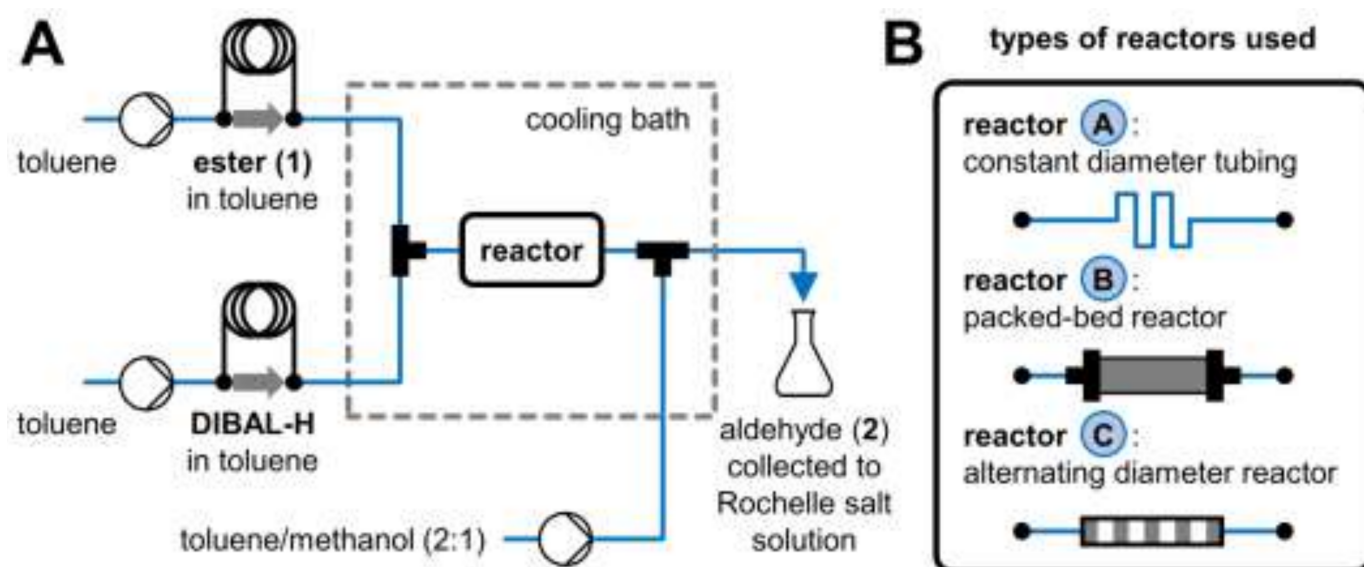 A
toluene
ester (1)
in toluene
cooling bath
reactor
toluene
DIBAL-H
in toluene
toluene/methanol (2:1)
aldehyde (2)
collected to
Rochelle salt
solution
B
types of reactors used
reactor A :
constant diameter tubing
reactor B :
packed-bed reactor
reactor C :
alternating diameter reactor